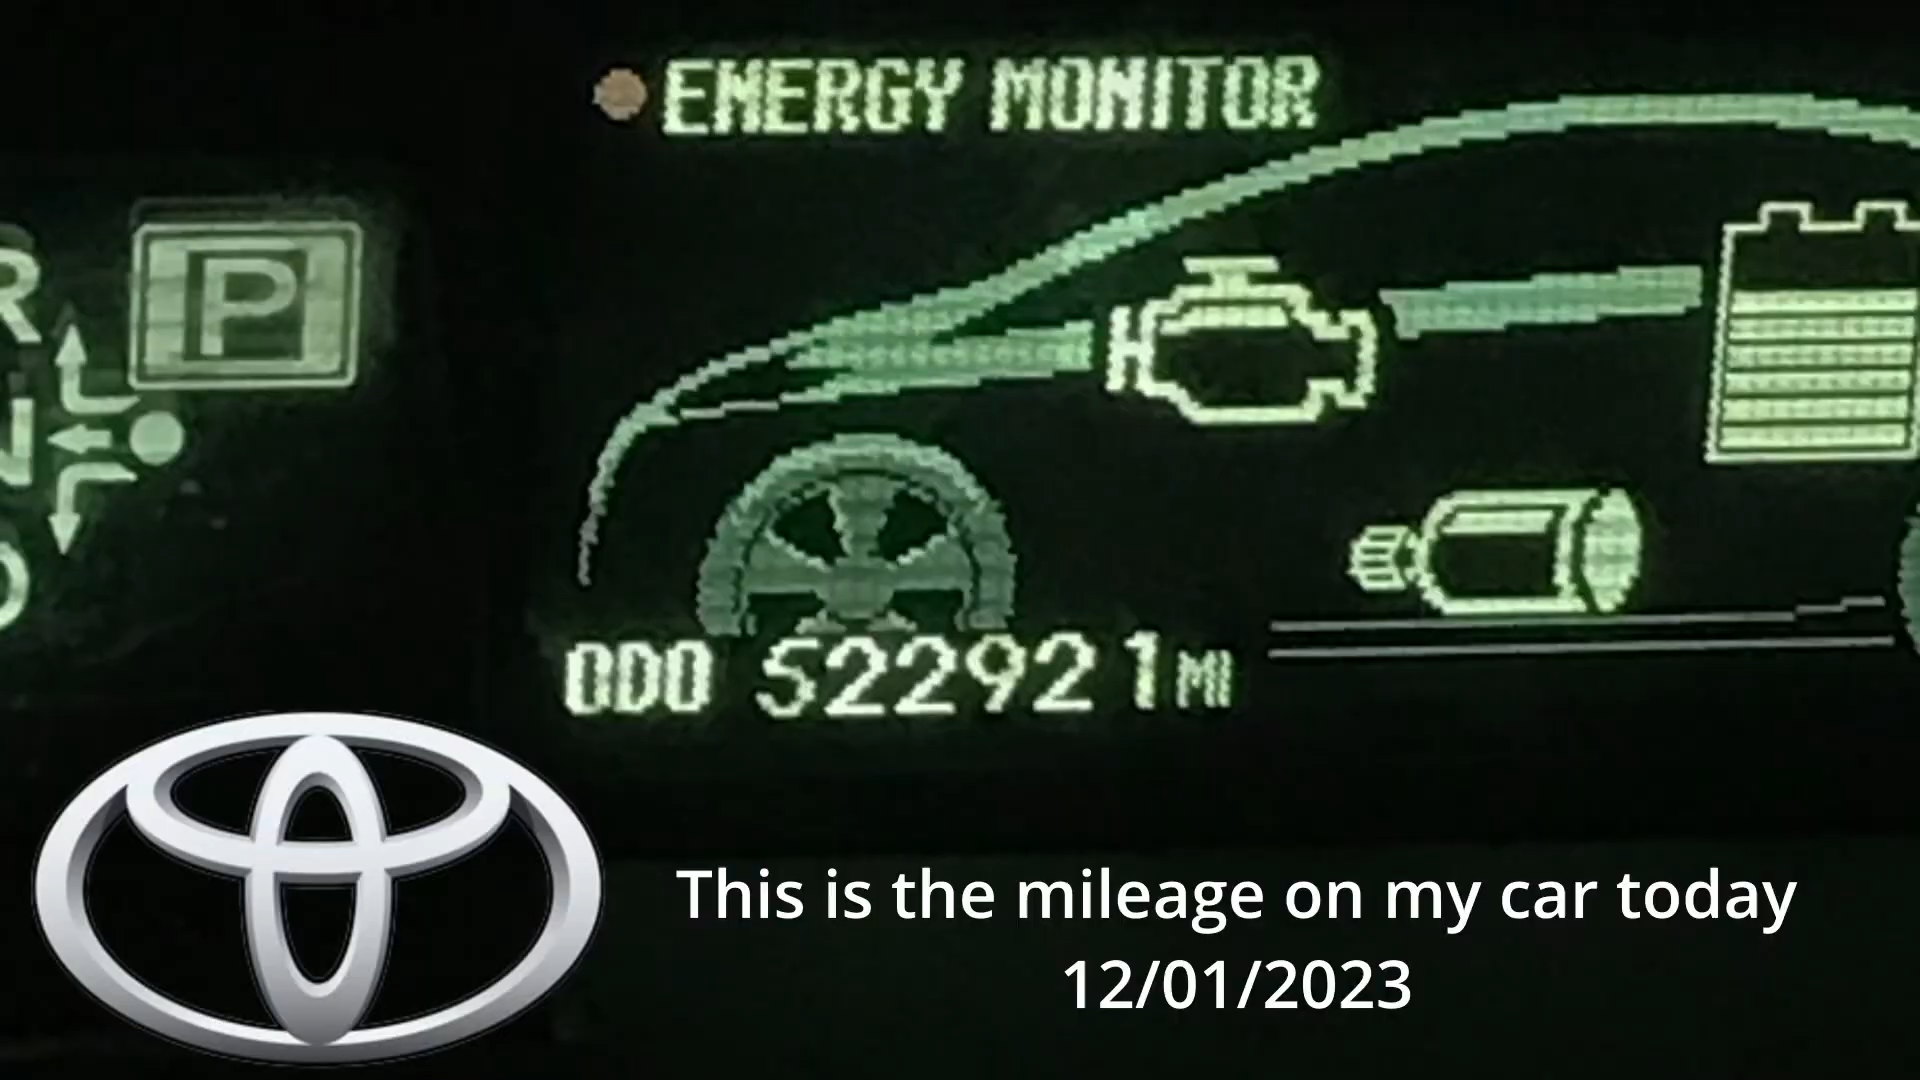 ENERGY MONITOR
R
P
N
D
ODO 522921 MI
This is the mileage on my car today
12/01/2023